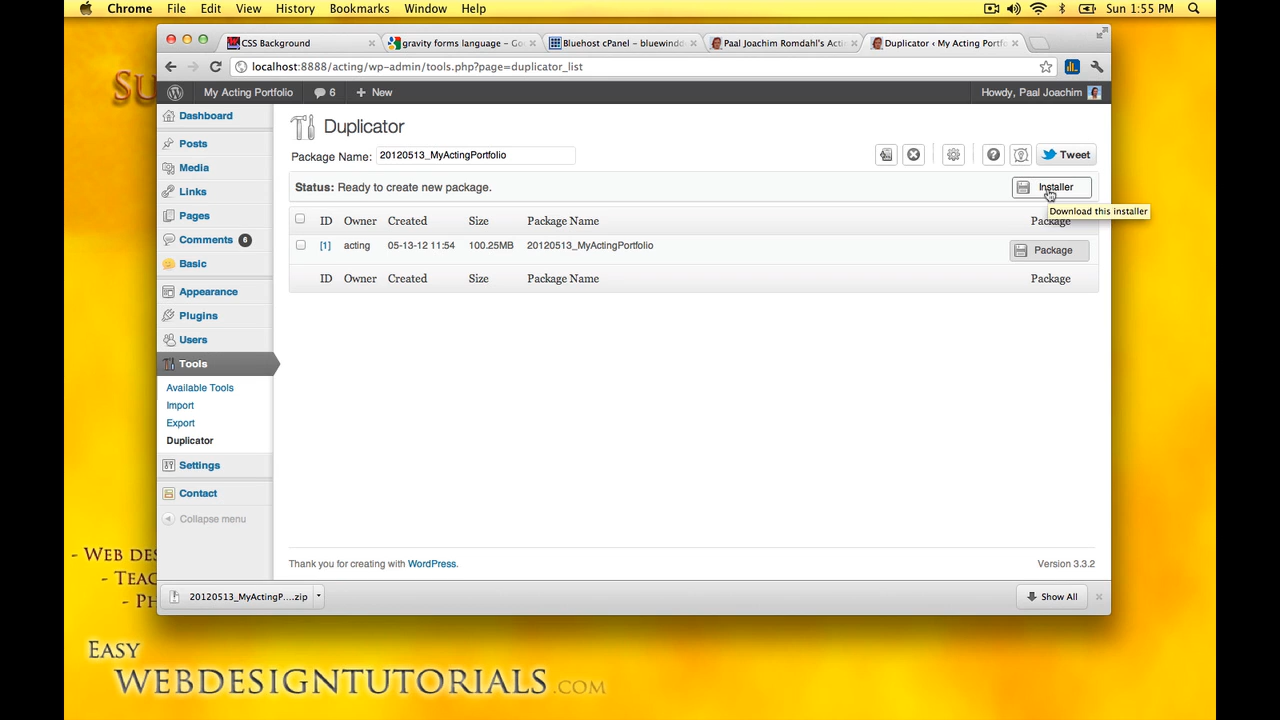 Chrome File Edit View History Bookmarks Window Help Sun 1:55 PM
Su
CSS Background gravity forms language - Go Bluehost cPanel - bluewindd Paal Joachim Romdahl's Acti Duplicator ‹ My Acting Portf
localhost:8888/acting/wp-admin/tools.php?page=duplicator_list
My Acting Portfolio 6 + New Howdy, Paal Joachim
Dashboard
Posts
Media
Links
Pages
Comments 6
Basic
Appearance
Plugins
Users
Tools
Available Tools
Import
Export
Duplicator
Settings
Contact
Collapse menu
Duplicator
Package Name: 20120513_MyActingPortfolio
Tweet
Status: Ready to create new package.
Installer
Download this installer
ID Owner Created Size Package Name Package
[1] acting 05-13-12 11:54 100.25MB 20120513_MyActingPortfolio Package
ID Owner Created Size Package Name Package
Thank you for creating with WordPress. Version 3.3.2
20120513_MyActingP....zip Show All
- Web des
- Teac
- Ph
Easy
webdesigntutorials.com